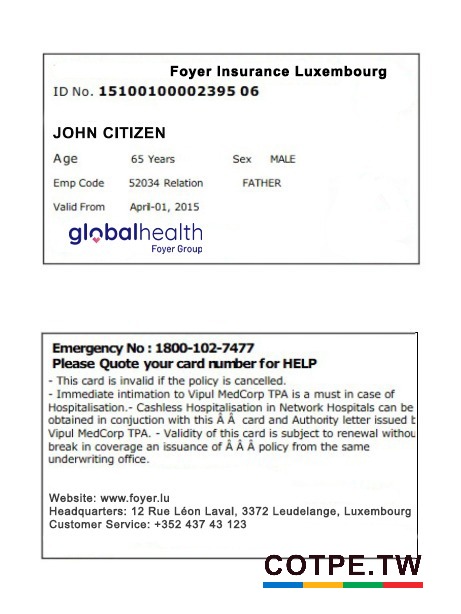 Foyer Insurance Luxembourg
ID No. 15100100002395 06
JOHN CITIZEN
Age 65 Years Sex MALE
Emp Code 52034 Relation FATHER
Valid From April-01, 2015
globalhealth
Foyer Group
Emergency No : 1800-102-7477
Please Quote your card number for HELP
- This card is invalid if the policy is cancelled.
- Immediate intimation to Vipul MedCorp TPA is a must in case of
Hospitalisation.- Cashless Hospitalisation in Network Hospitals can be
obtained in conjuction with this Â Â card and Authority letter issued b
Vipul MedCorp TPA. - Validity of this card is subject to renewal withou
break in coverage an issuance of Â Â Â policy from the same
underwriting office.
Website: www.foyer.lu
Headquarters: 12 Rue Léon Laval, 3372 Leudelange, Luxembourg
Customer Service: +352 437 43 123
COTPE.TW